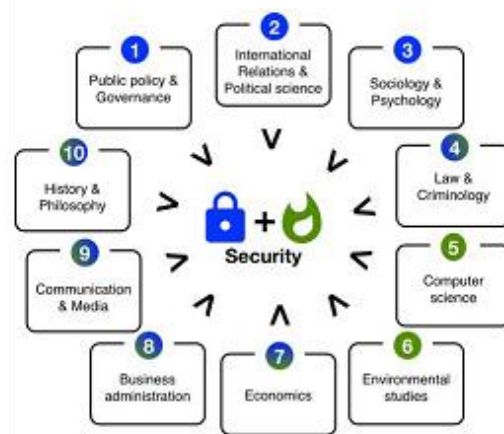 1
Public policy &
Governance
2
International
Relations &
Political science
3
Sociology &
Psychology
4
Law &
Criminology
5
Computer
science
6
Environmental
studies
7
Economics
8
Business
administration
9
Communication
& Media
10
History &
Philosophy
+
Security